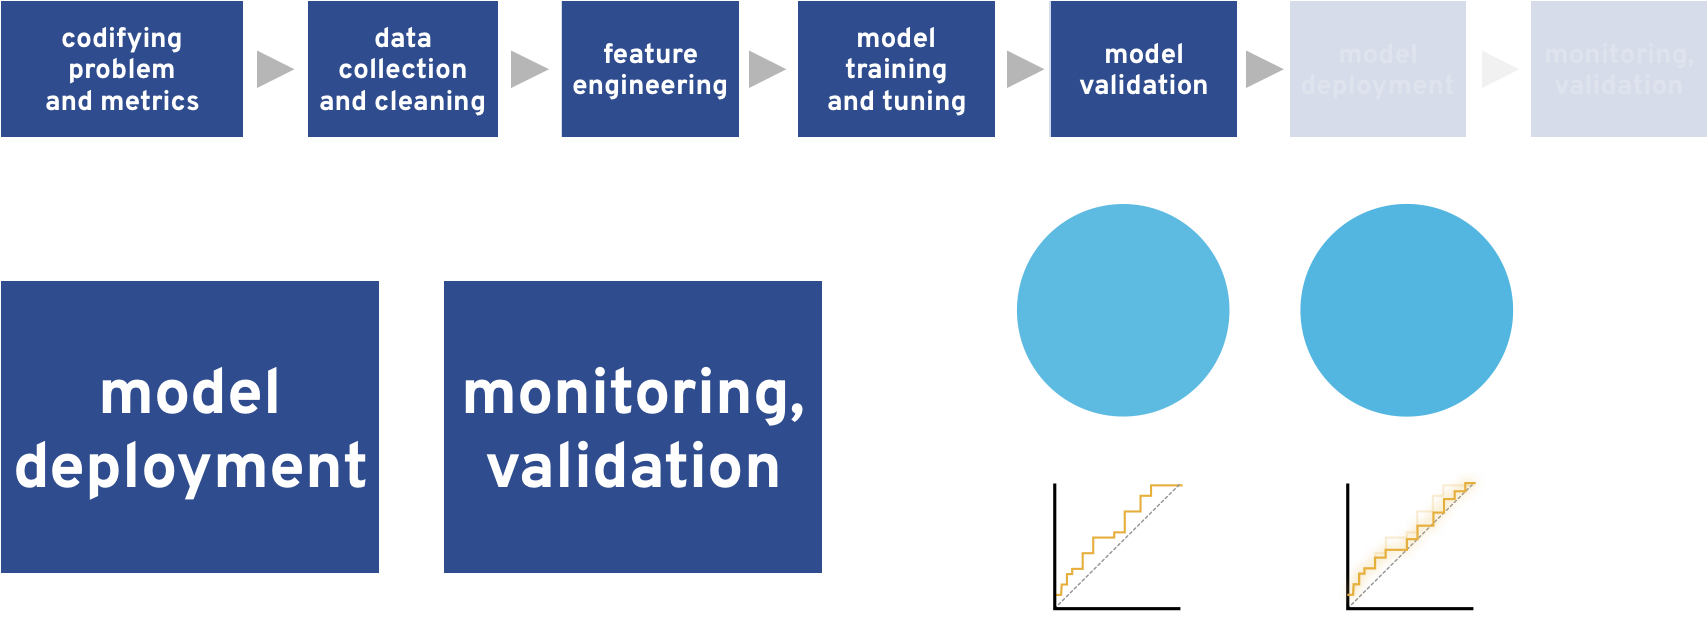 codifying
problem
and metrics
data
collection
and cleaning
feature
engineering
model
training
and tuning
model
validation
model
deployment
monitoring,
validation
model
deployment
monitoring,
validation